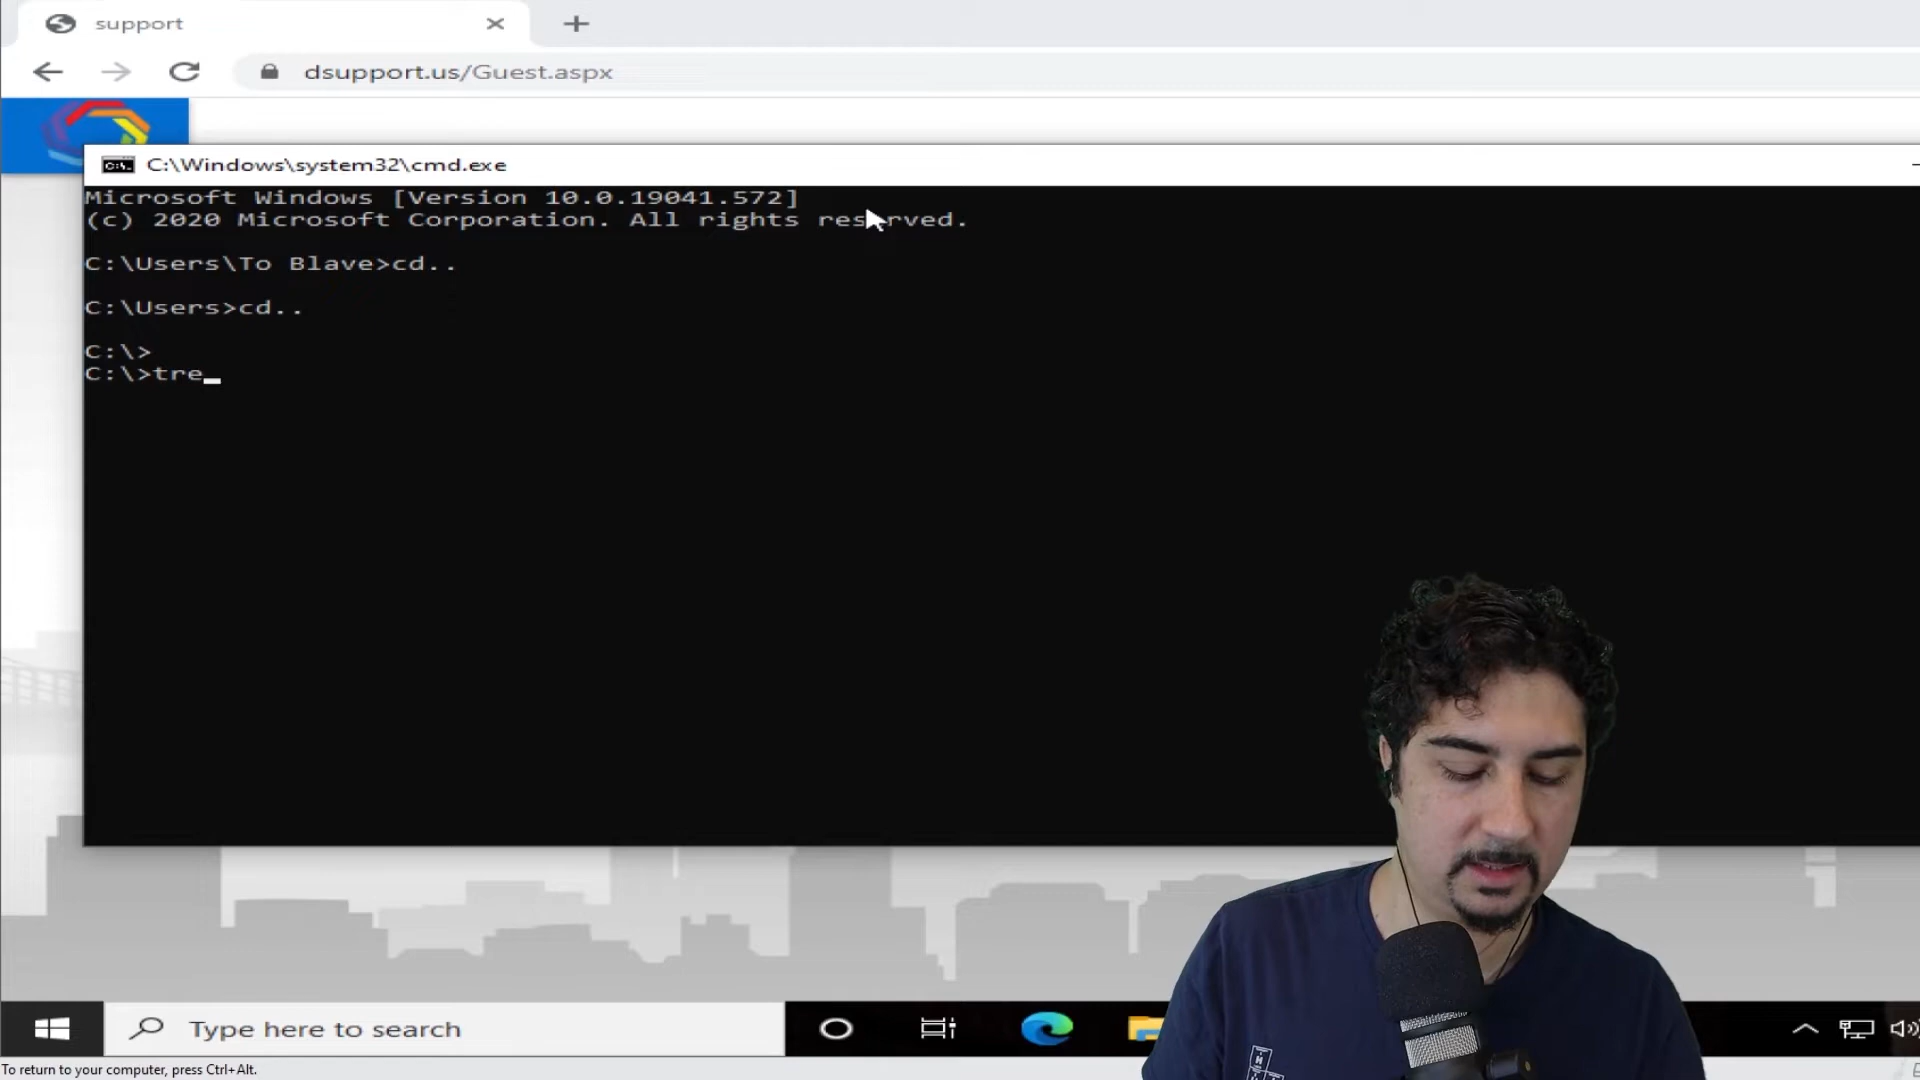 support
dsupport.us/Guest.aspx
C:\Windows\system32\cmd.exe
Microsoft Windows [Version 10.0.19041.572]
(c) 2020 Microsoft Corporation. All rights reserved.
C:\Users\To Blave>cd..
C:\Users>cd..
C:\>
C:\>tre_
Type here to search
To return to your computer, press Ctrl+Alt.